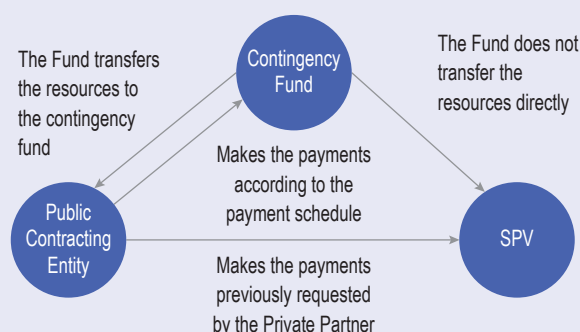 The Fund transfers
the resources to
the contingency
fund
Contingency
Fund
The Fund does not
transfer the
resources directly
Makes the payments
according to the
payment schedule
Public
Contracting
Entity
SPV
Makes the payments
previously requested
by the Private Partner